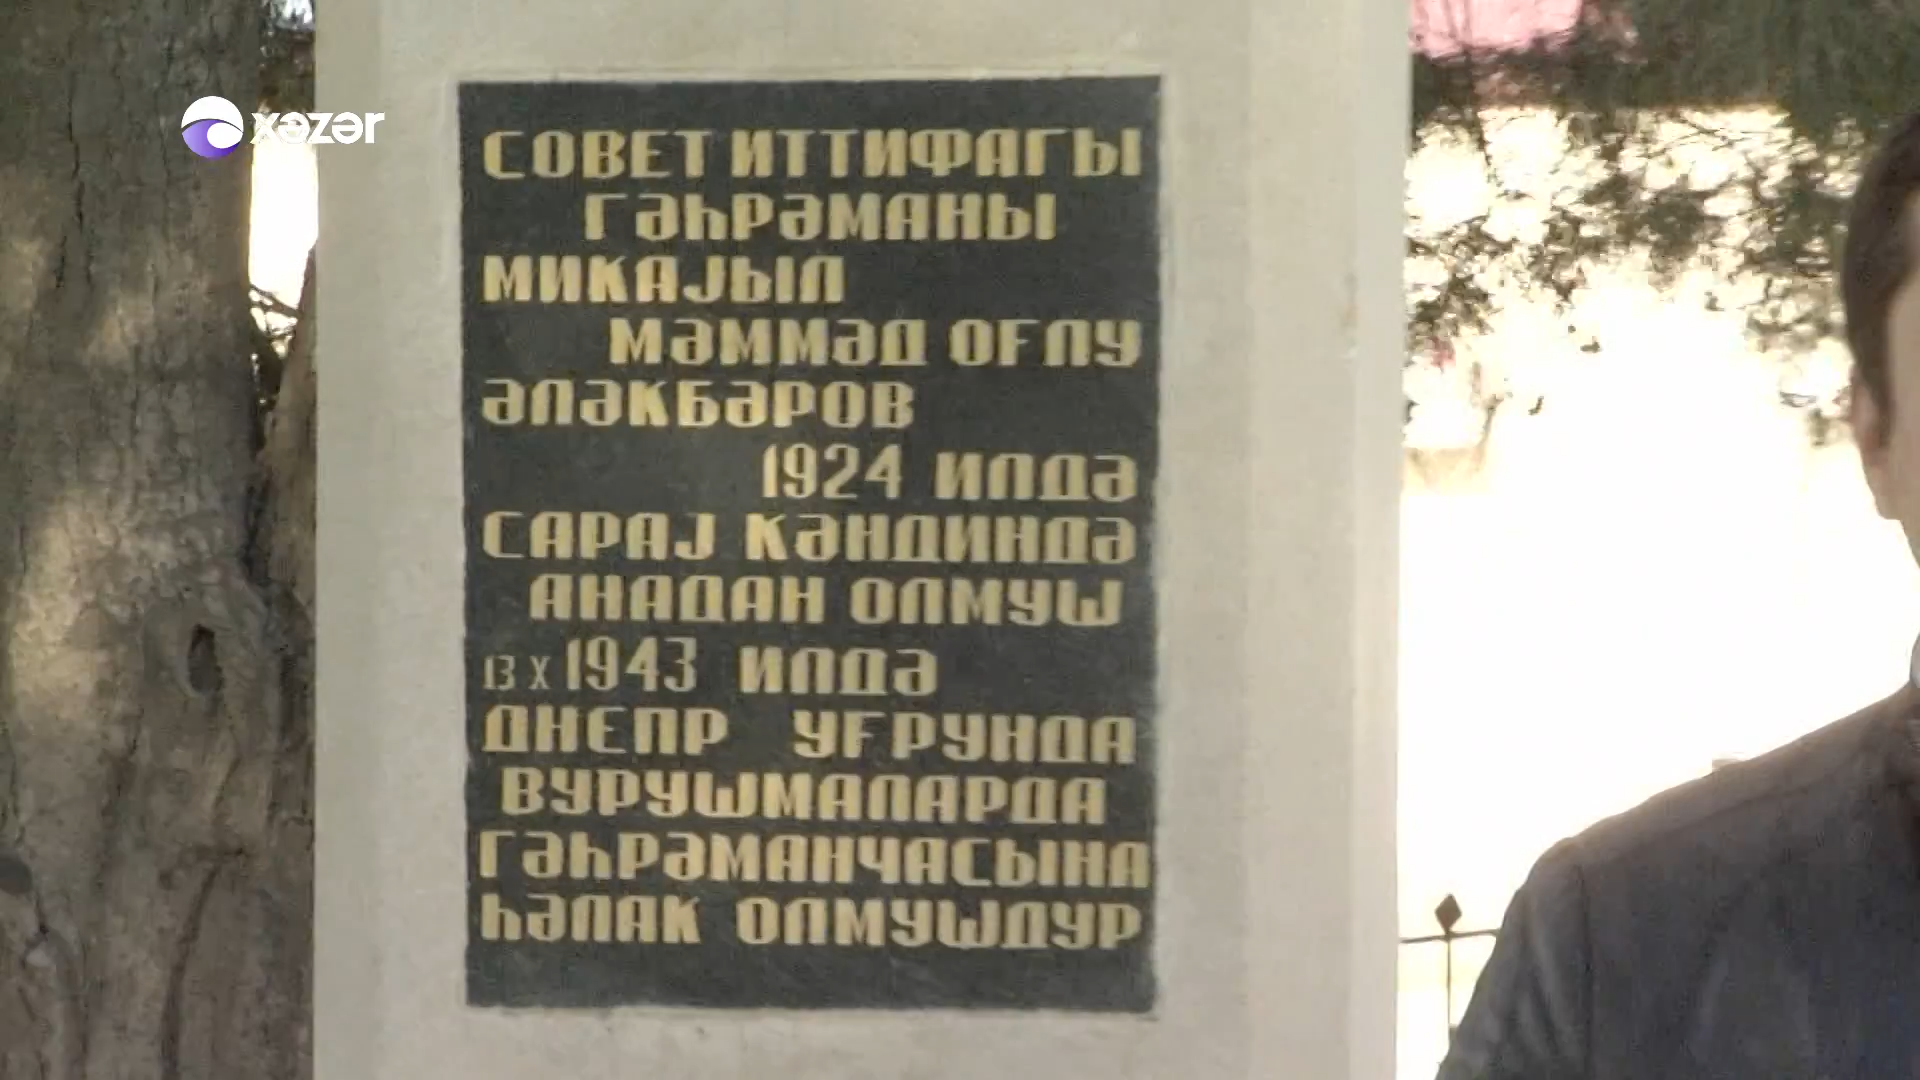 xəzər
СОВЕТ ИТТИФАГЫ
ГӘҺРӘМАНЫ
МИКАЈЫЛ
МӘММӘД ОҒЛУ
ӘЛӘКБӘРОВ
1924 ИЛДӘ
САРАЈ КӘНДИНДӘ
АНАДАН ОЛМУШ
13 X 1943 ИЛДӘ
ДНЕПР УҒРУНДА
ВУРУШМАЛАРДА
ГӘҺРӘМАНЧАСЫНА
ҺӘЛАК ОЛМУШДУР